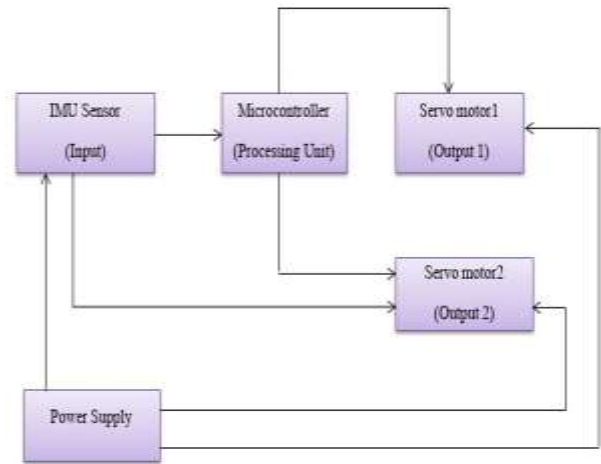 IMU Sensor
(Input)
Microcontroller
(Processing Unit)
Servo motor1
(Output 1)
Servo motor2
(Output 2)
Power Supply